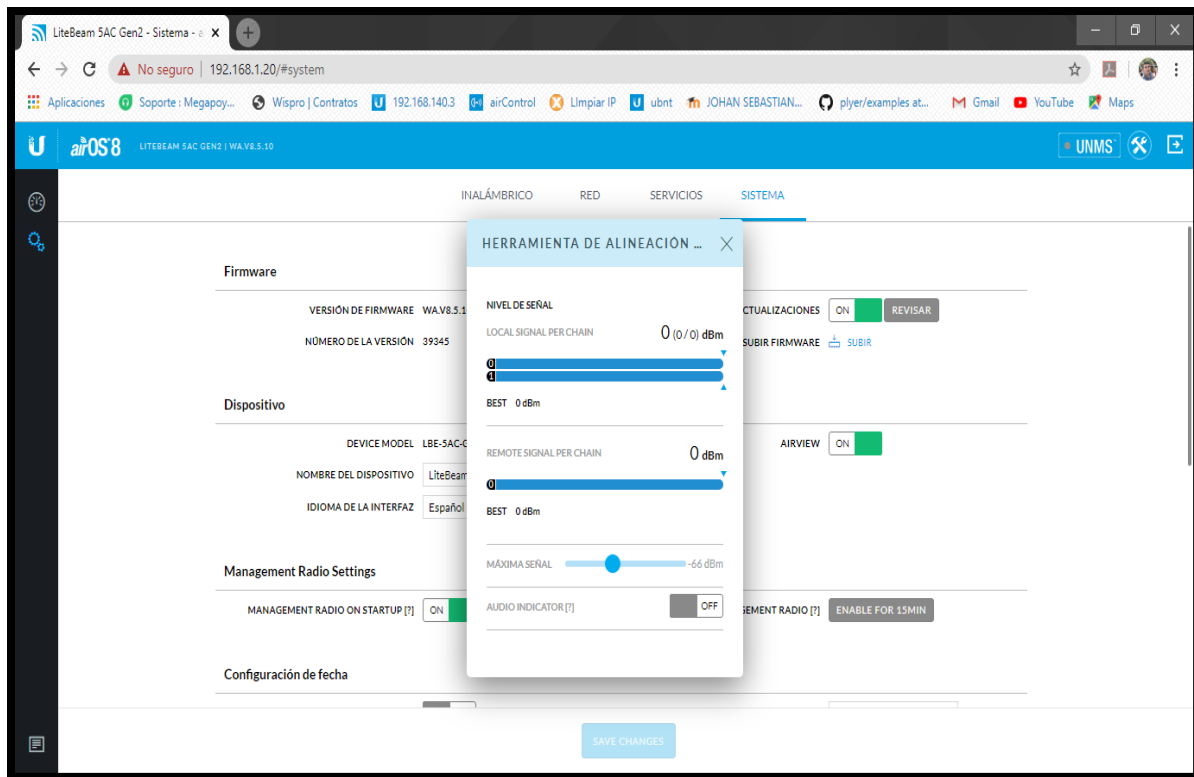 LiteBeam 5AC Gen2 - Sistema - a
No seguro | 192.168.1.20/#system
Aplicaciones Soporte : Megapoy... Wispro | Contratos 192.168.140.3 airControl LImpiar IP ubnt JOHAN SEBASTIAN... plyer/examples at... Gmail YouTube Maps
airOS 8 LITEBEAM 5AC GEN2 | WA.V8.5.10 UNMS
INALÁMBRICO RED SERVICIOS SISTEMA
HERRAMIENTA DE ALINEACIÓN ...
Firmware
VERSIÓN DE FIRMWARE WA.V8.5.1
CTUALIZACIONES ON REVISAR
NÚMERO DE LA VERSIÓN 39345
SUBIR FIRMWARE SUBIR
NIVEL DE SEÑAL
LOCAL SIGNAL PER CHAIN 0 (0 / 0) dBm
0
1
BEST 0 dBm
Dispositivo
DEVICE MODEL LBE-5AC-G
AIRVIEW ON
NOMBRE DEL DISPOSITIVO LiteBeam
IDIOMA DE LA INTERFAZ Español
REMOTE SIGNAL PER CHAIN 0 dBm
0
BEST 0 dBm
MÁXIMA SEÑAL -66 dBm
AUDIO INDICATOR [?] OFF
Management Radio Settings
MANAGEMENT RADIO ON STARTUP [?] ON
EMENT RADIO [?] ENABLE FOR 15MIN
Configuración de fecha
SAVE CHANGES